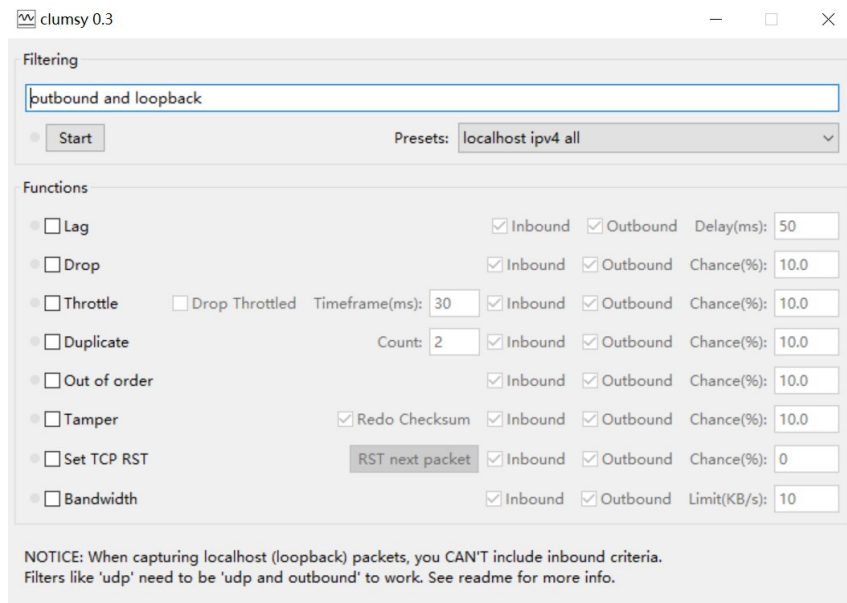 clumsy 0.3
Filtering
outbound and loopback
Start Presets: localhost ipv4 all
Functions
Lag Inbound Outbound Delay(ms): 50
Drop Inbound Outbound Chance(%): 10.0
Throttle Drop Throttled Timeframe(ms): 30 Inbound Outbound Chance(%): 10.0
Duplicate Count: 2 Inbound Outbound Chance(%): 10.0
Out of order Inbound Outbound Chance(%): 10.0
Tamper Redo Checksum Inbound Outbound Chance(%): 10.0
Set TCP RST RST next packet Inbound Outbound Chance(%): 0
Bandwidth Inbound Outbound Limit(KB/s): 10
NOTICE: When capturing localhost (loopback) packets, you CAN'T include inbound criteria.
Filters like 'udp' need to be 'udp and outbound' to work. See readme for more info.